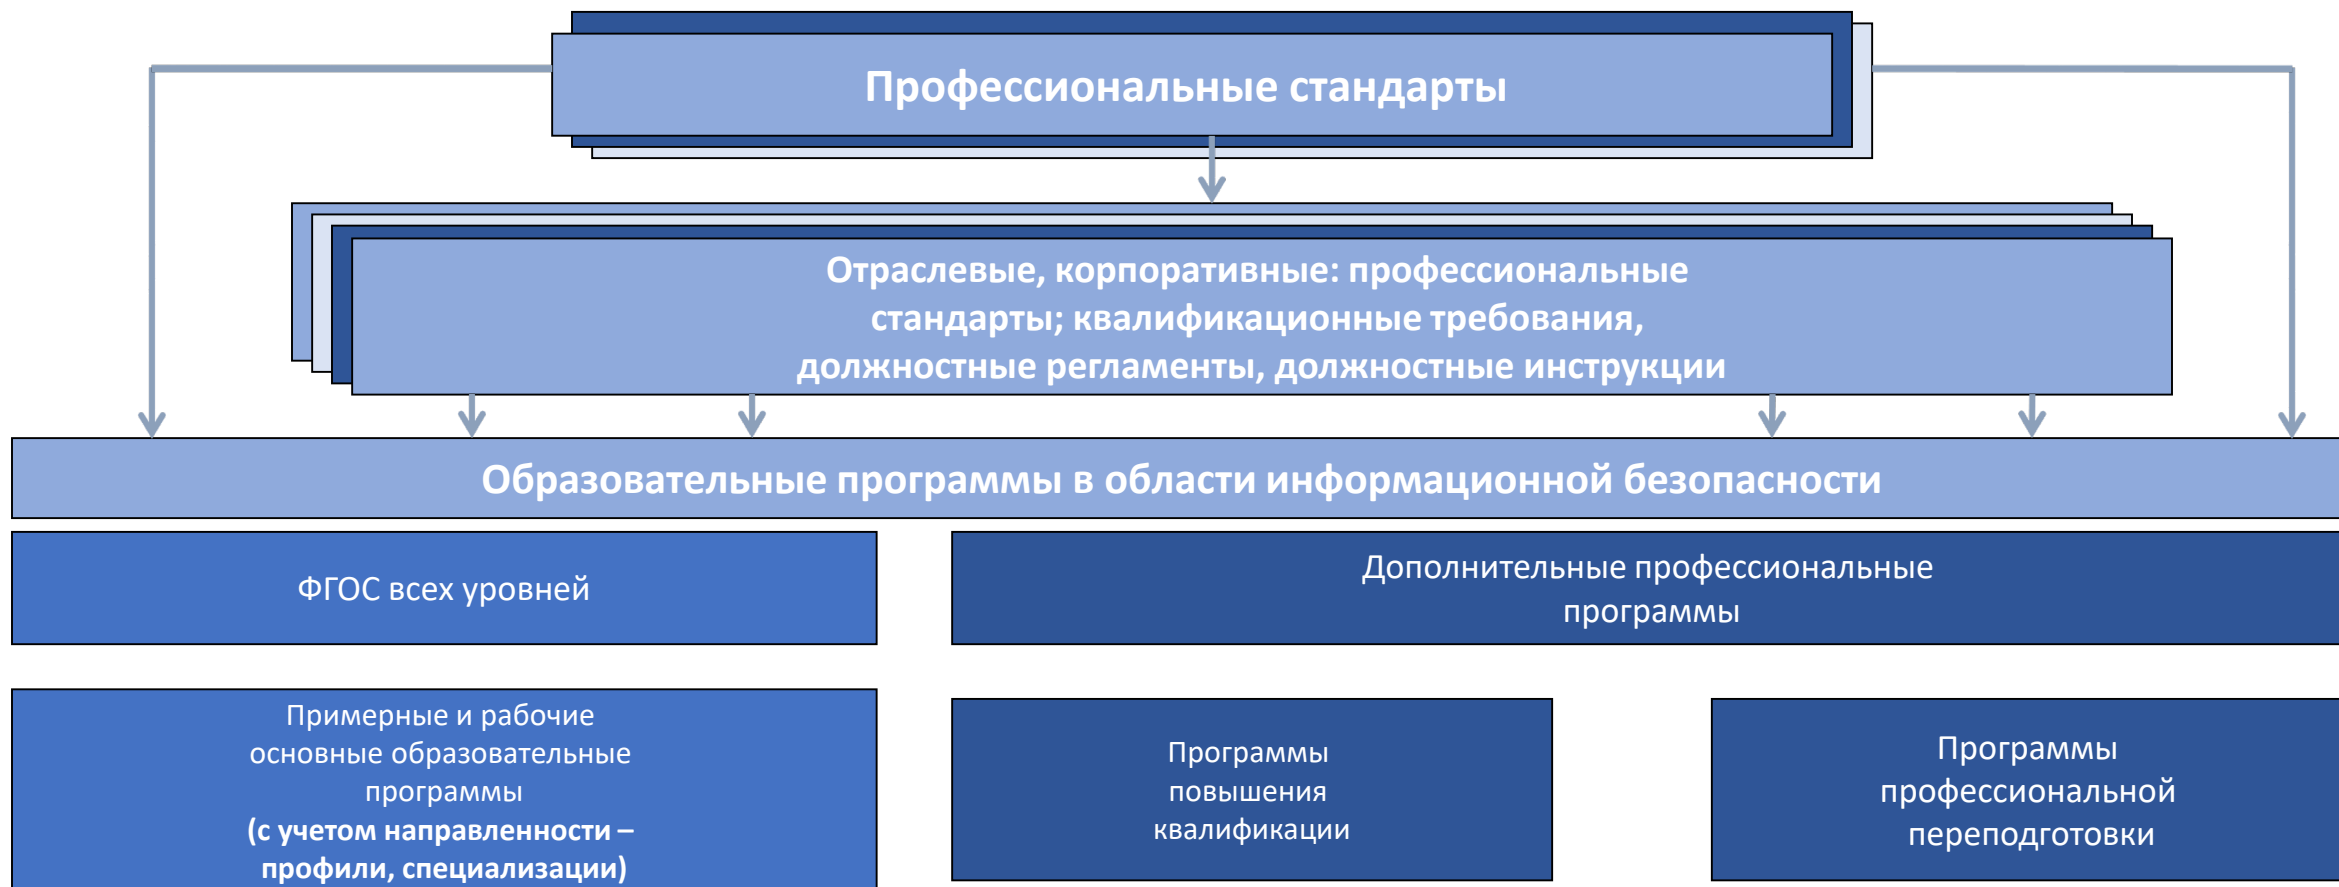 Профессиональные стандарты
Отраслевые, корпоративные: профессиональные
стандарты; квалификационные требования,
должностные регламенты, должностные инструкции
Образовательные программы в области информационной безопасности
ФГОС всех уровней
Дополнительные профессиональные
программы
Примерные и рабочие
основные образовательные
программы
(с учетом направленности –
профили, специализации)
Программы
повышения
квалификации
Программы
профессиональной
переподготовки